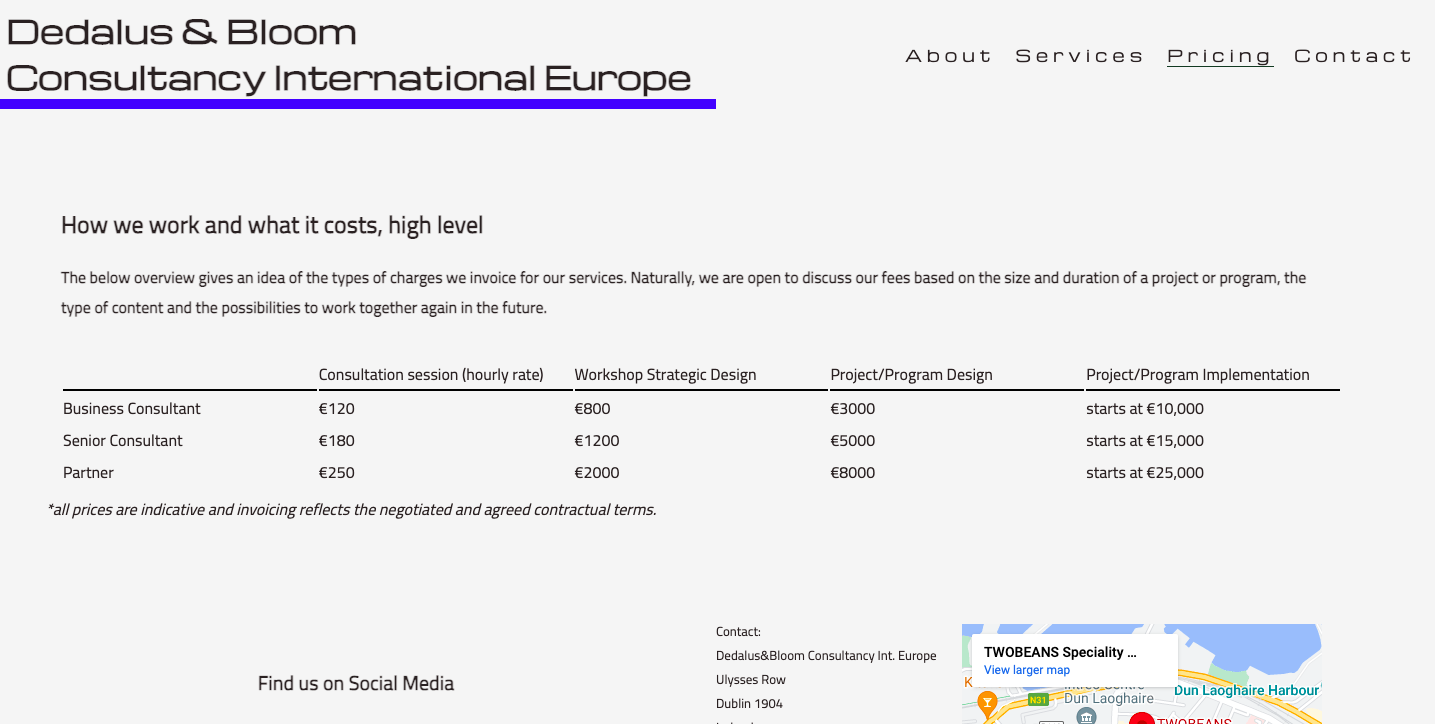 Dedalus & Bloom
Consultancy International Europe
About Services Pricing Contact
How we work and what it costs, high level
The below overview gives an idea of the types of charges we invoice for our services. Naturally, we are open to discuss our fees based on the size and duration of a project or program, the
type of content and the possibilities to work together again in the future.
Consultation session (hourly rate) Workshop Strategic Design Project/Program Design Project/Program Implementation
Business Consultant €120 €800 €3000 starts at €10,000
Senior Consultant €180 €1200 €5000 starts at €15,000
Partner €250 €2000 €8000 starts at €25,000
*all prices are indicative and invoicing reflects the negotiated and agreed contractual terms.
Find us on Social Media
Contact:
Dedalus&Bloom Consultancy Int. Europe
Ulysses Row
Dublin 1904
TWOBEANS Speciality ...
View larger map
K
Centre
Dun Laoghaire
Dun Laoghaire Harbour
N31
TWOBEANS